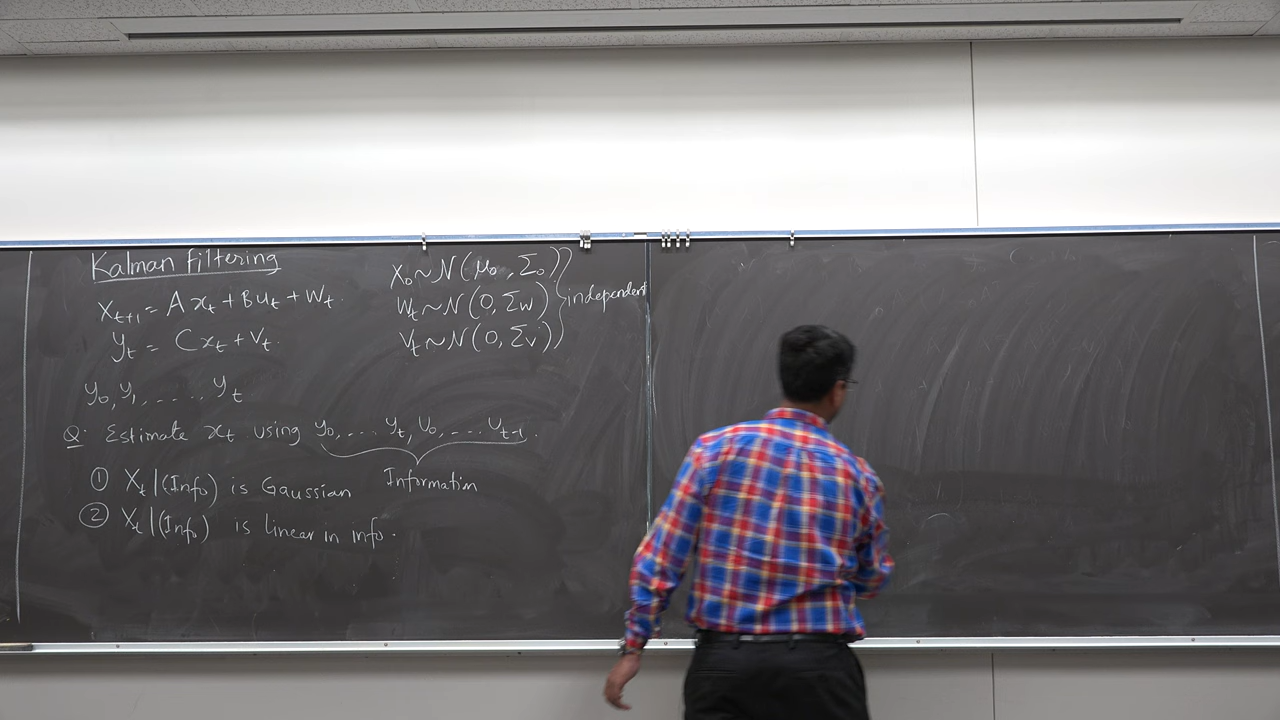 Kalman filtering
X_{t+1} = A x_t + B u_t + W_t.
y_t = C x_t + V_t.
X_0 ~ N(μ_0, Σ_0)
W_t ~ N(0, Σ_W)
V_t ~ N(0, Σ_V)
independent
y_0, y_1, ...., y_t
Q: Estimate x_t using y_0, ... y_t, U_0, ... U_{t-1}.
Information
① X_t|(Info) is Gaussian
② X_t|(Info) is linear in info.